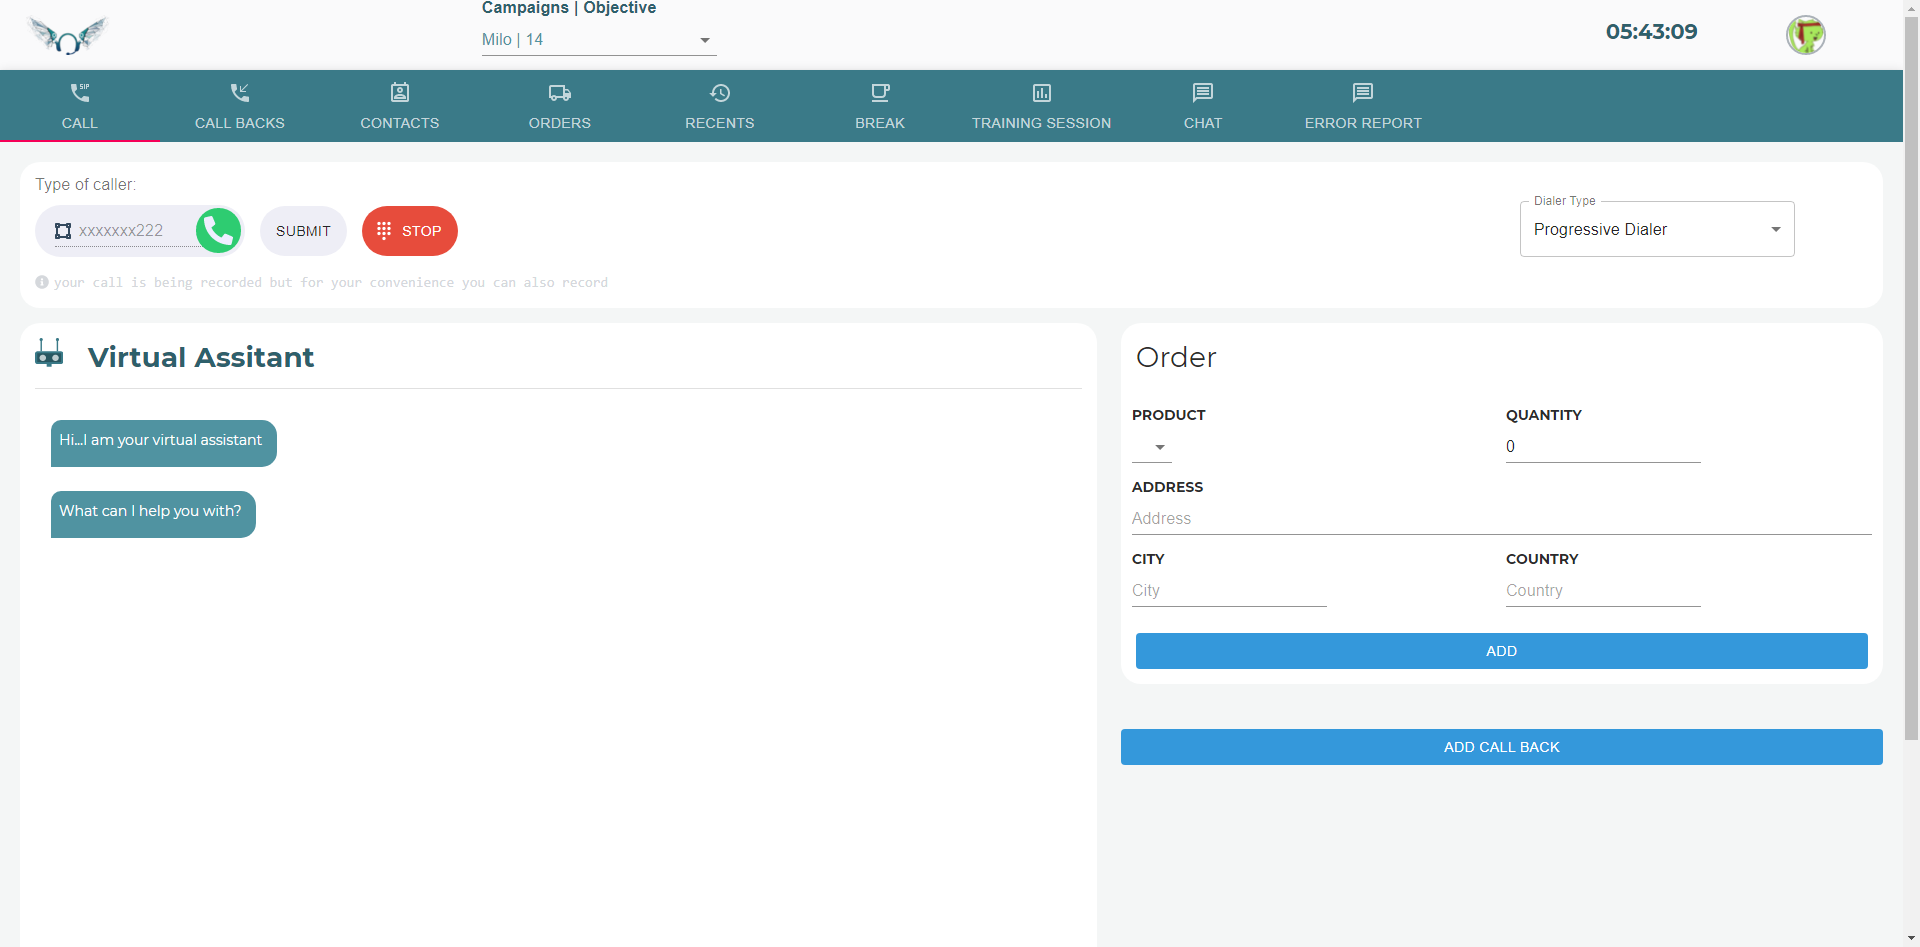 Campaigns | Objective
Milo | 14
05:43:09
SIP
CALL
CALL BACKS
CONTACTS
ORDERS
RECENTS
BREAK
TRAINING SESSION
CHAT
ERROR REPORT
Type of caller:
xxxxxxx222
SUBMIT
STOP
Dialer Type
Progressive Dialer
your call is being recorded but for your convenience you can also record
Virtual Assitant
Hi...I am your virtual assistant
What can I help you with?
Order
PRODUCT
QUANTITY
0
ADDRESS
Address
CITY
COUNTRY
City
Country
ADD
ADD CALL BACK